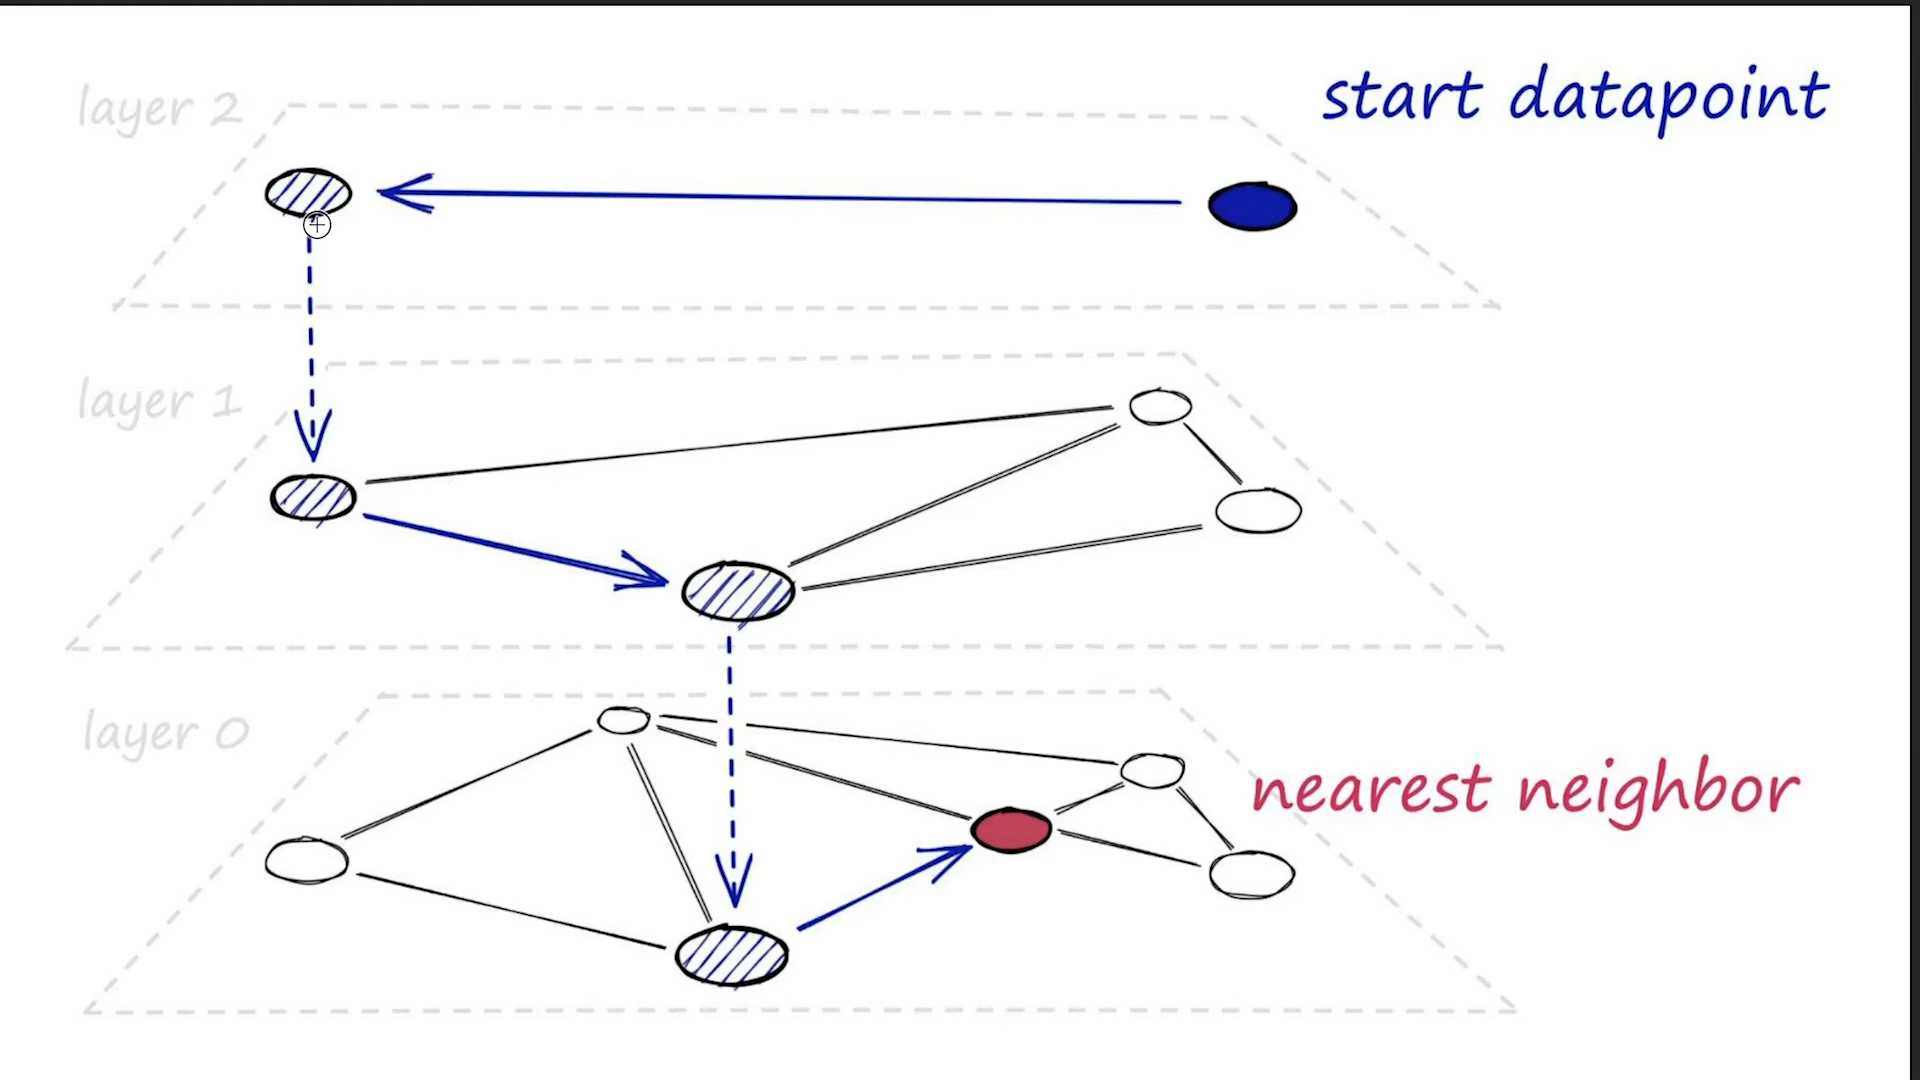 start datapoint
layer 2
layer 1
layer 0
nearest neighbor